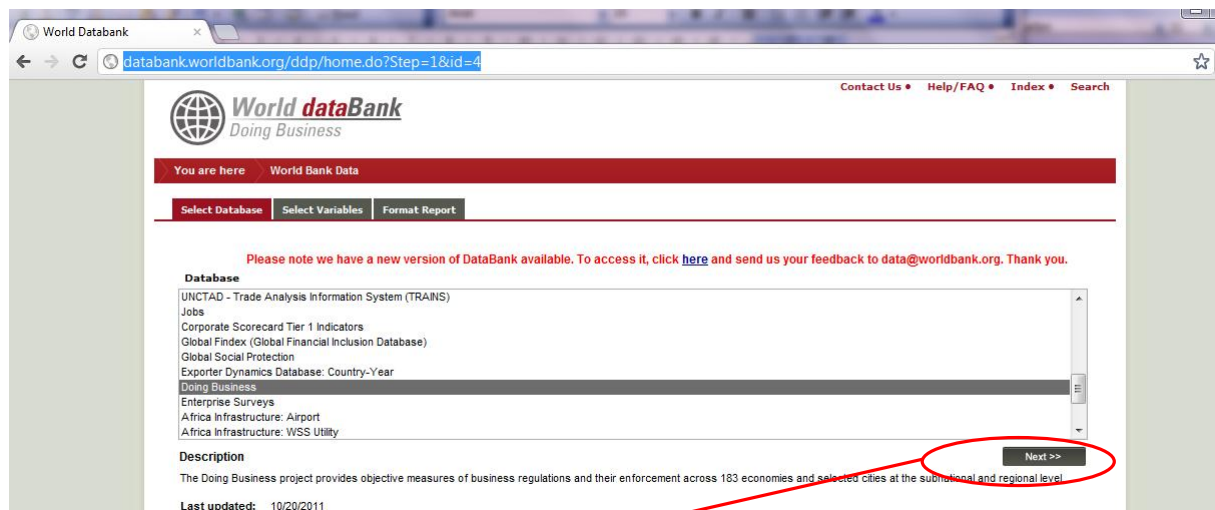 World Databank
databank.worldbank.org/ddp/home.do?Step=1&id=4
Contact Us • Help/FAQ • Index • Search
World dataBank
Doing Business
You are here World Bank Data
Select Database Select Variables Format Report
Please note we have a new version of DataBank available. To access it, click here and send us your feedback to data@worldbank.org. Thank you.
Database
UNCTAD - Trade Analysis Information System (TRAINS)
Jobs
Corporate Scorecard Tier 1 Indicators
Global Findex (Global Financial Inclusion Database)
Global Social Protection
Exporter Dynamics Database: Country-Year
Doing Business
Enterprise Surveys
Africa Infrastructure: Airport
Africa Infrastructure: WSS Utility
Description
Next >>
The Doing Business project provides objective measures of business regulations and their enforcement across 183 economies and selected cities at the subnational and regional level.
Last updated: 10/20/2011